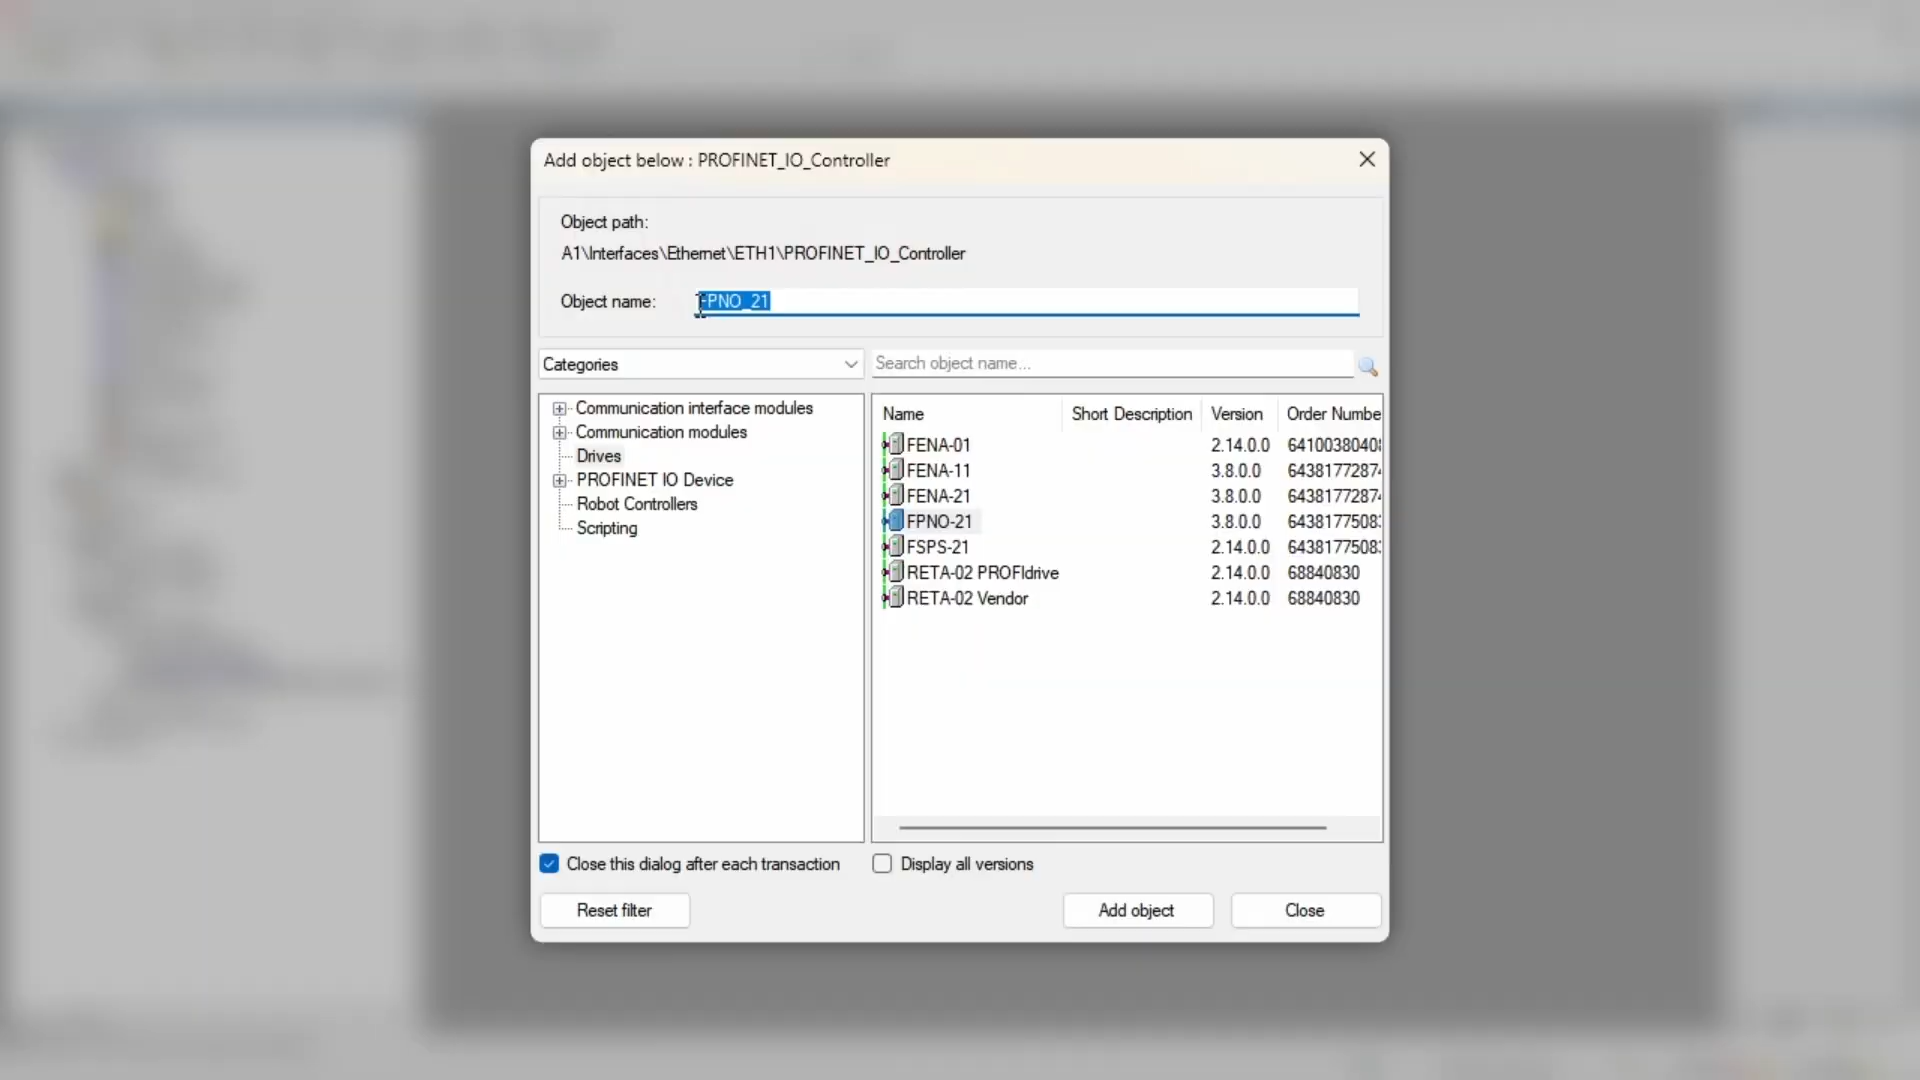 Add object below : PROFINET_IO_Controller
Object path:
A1\Interfaces\Ethernet\ETH1\PROFINET_IO_Controller
Object name: FPNO_21
Categories
Search object name...
Communication interface modules
Communication modules
Drives
PROFINET IO Device
Robot Controllers
Scripting
Name Short Description Version Order Numbe
FENA-01 2.14.0.0 6410038040
FENA-11 3.8.0.0 6438177287
FENA-21 3.8.0.0 6438177287
FPNO-21 3.8.0.0 6438177508
FSPS-21 2.14.0.0 6438177508
RETA-02 PROFIdrive 2.14.0.0 68840830
RETA-02 Vendor 2.14.0.0 68840830
Close this dialog after each transaction
Display all versions
Reset filter
Add object
Close